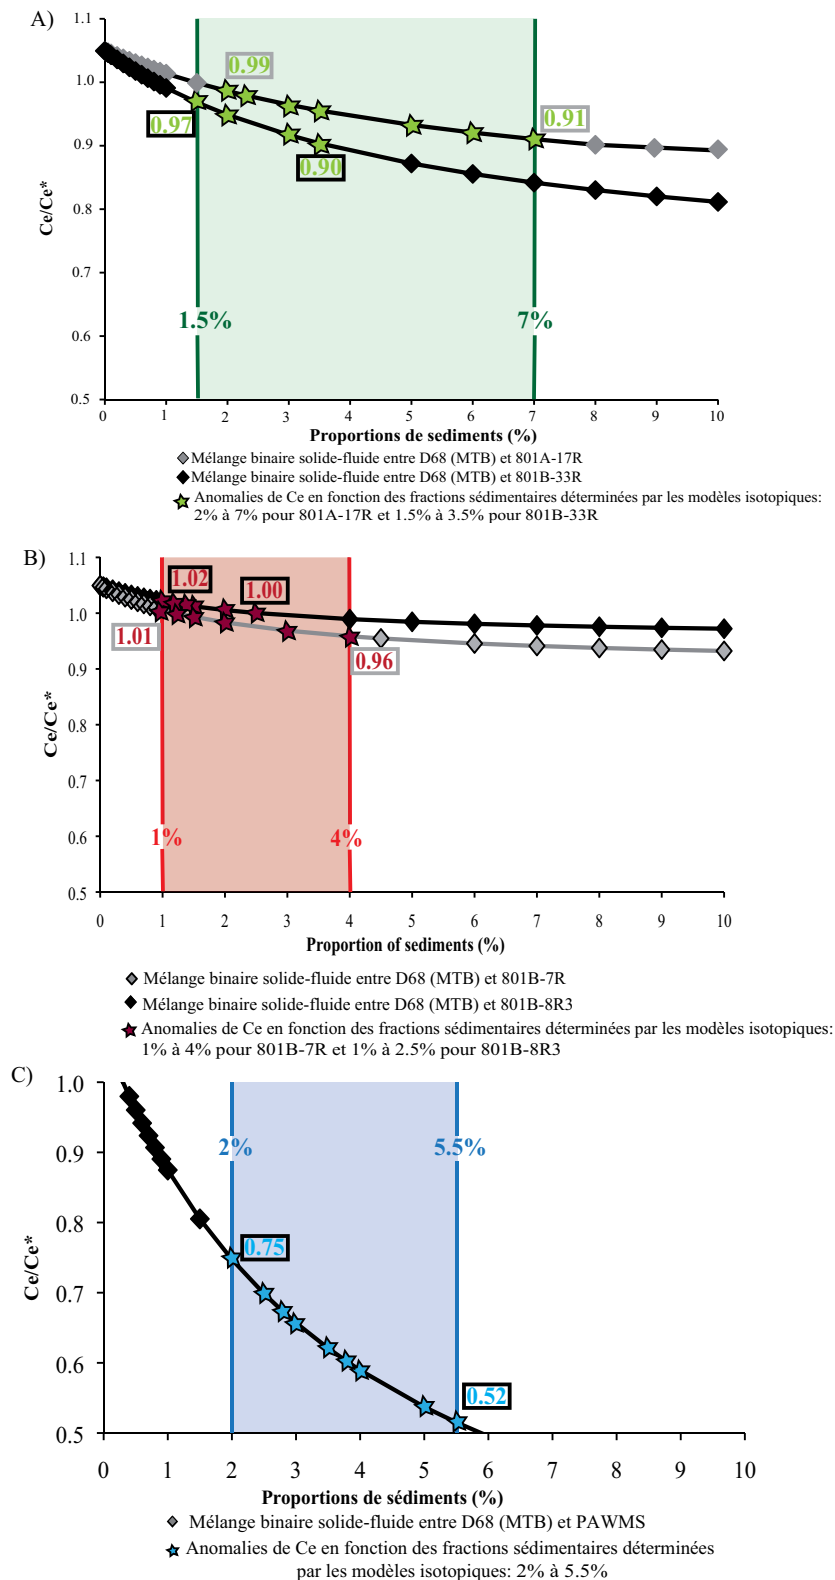 A)
1.1
1.0
0.9
0.8
0.7
0.6
0.5
Ce/Ce*
0.99
0.97
0.91
0.90
1.5%
7%
0 1 2 3 4 5 6 7 8 9 10
Proportions de sediments (%)
Mélange binaire solide-fluide entre D68 (MTB) et 801A-17R
Mélange binaire solide-fluide entre D68 (MTB) et 801B-33R
Anomalies de Ce en fonction des fractions sédimentaires déterminées par les modèles isotopiques:
2% à 7% pour 801A-17R et 1.5% à 3.5% pour 801B-33R
B)
1.1
1.0
0.9
0.8
0.7
0.6
0.5
Ce/Ce*
1.02
1.00
1.01
0.96
1%
4%
0 1 2 3 4 5 6 7 8 9 10
Proportion of sediments (%)
Mélange binaire solide-fluide entre D68 (MTB) et 801B-7R
Mélange binaire solide-fluide entre D68 (MTB) et 801B-8R3
Anomalies de Ce en fonction des fractions sédimentaires déterminées par les modèles isotopiques:
1% à 4% pour 801B-7R et 1% à 2.5% pour 801B-8R3
C)
1.0
0.9
0.8
0.7
0.6
0.5
Ce/Ce*
2%
5.5%
0.75
0.52
0 1 2 3 4 5 6 7 8 9 10
Proportions de sédiments (%)
Mélange binaire solide-fluide entre D68 (MTB) et PAWMS
Anomalies de Ce en fonction des fractions sédimentaires déterminées
par les modèles isotopiques: 2% à 5.5%